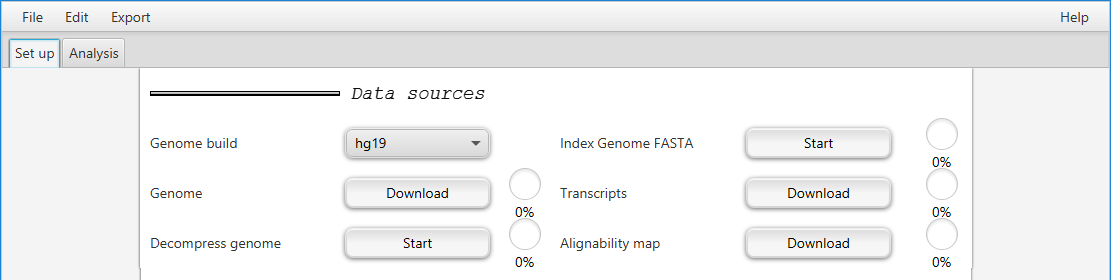 File Edit Export Help
Set up Analysis
Data sources
Genome build hg19 Index Genome FASTA Start
0%
Genome Download Transcripts Download
0% 0%
Decompress genome Start Alignability map Download
0% 0%